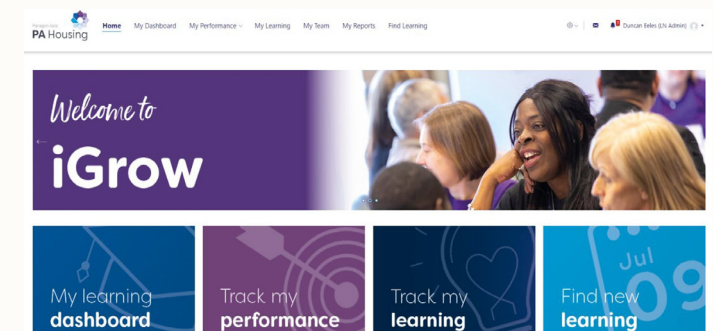 PA Housing
Home My Dashboard My Performance My Learning My Team My Reports Find Learning
Duncan Eeles (LN Admin)
Welcome to
iGrow
My learning
dashboard
Track my
performance
Track my
learning
Find new
learning
Jul
09